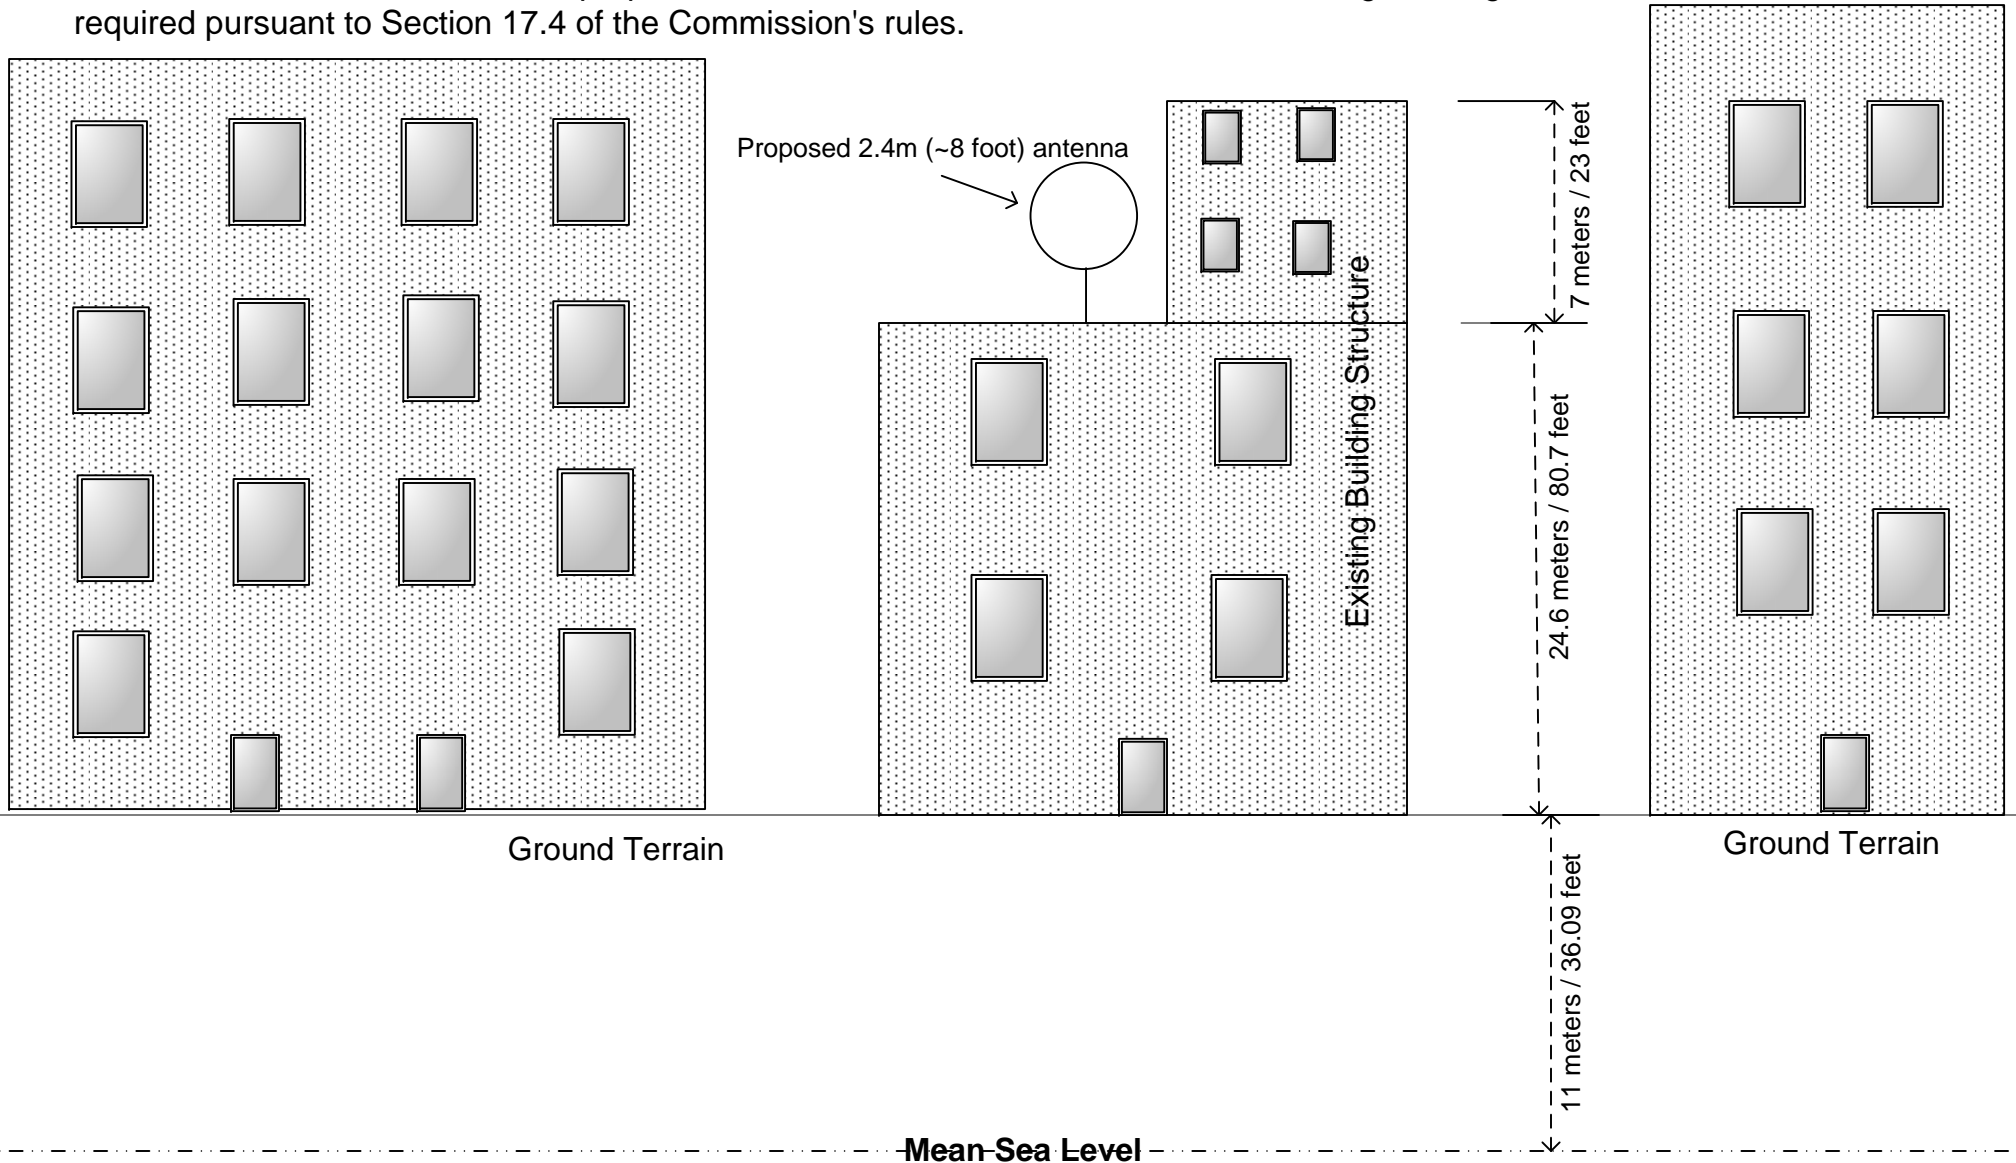 required pursuant to Section 17.4 of the Commission's rules.
Proposed 2.4m (~8 foot) antenna
7 meters / 23 feet
Existing Building Structure
24.6 meters / 80.7 feet
Ground Terrain
Ground Terrain
11 meters / 36.09 feet
Mean Sea Level